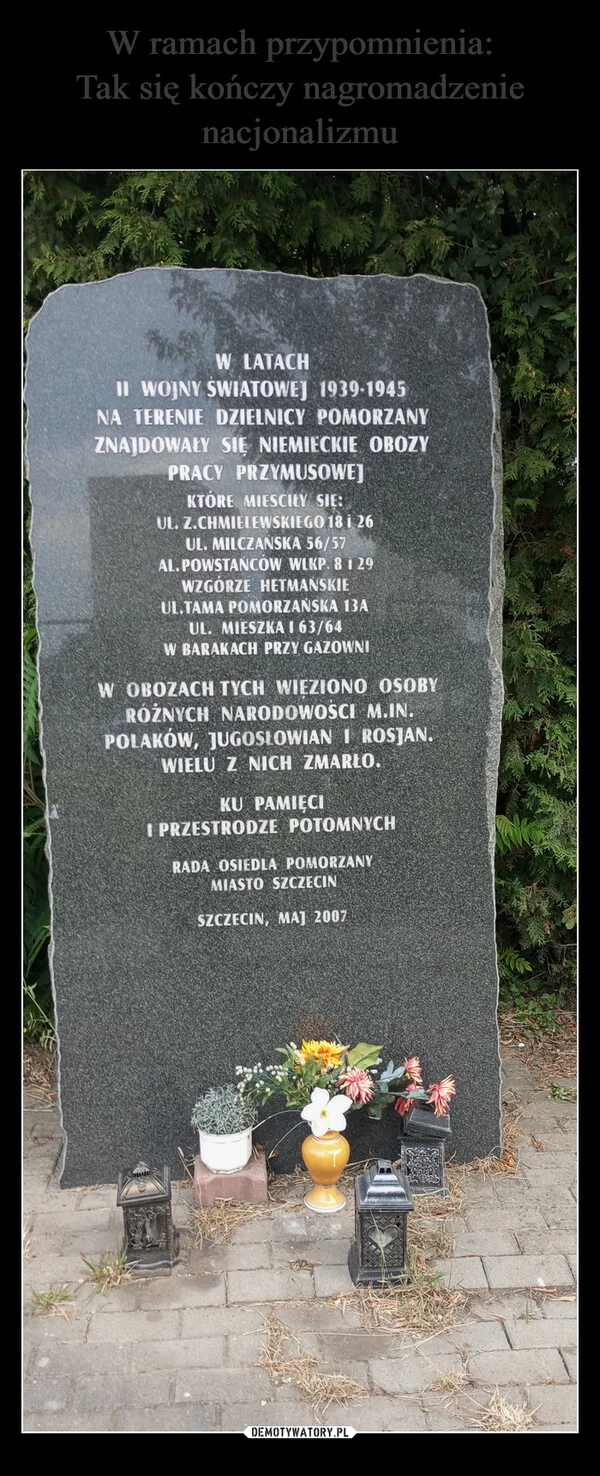 W ramach przypomnienia:
Tak się kończy nagromadzenie
nacjonalizmu
W LATACH
II WOJNY ŚWIATOWEJ 1939-1945
NA TERENIE DZIELNICY POMORZANY
ZNAJDOWAŁY SIĘ NIEMIECKIE OBOZY
PRACY PRZYMUSOWEJ
KTÓRE MIEŚCIŁY SIĘ:
UL. Z.CHMIELEWSKIEGO 18 i 26
UL. MILCZAŃSKA 56/57
AL.POWSTAŃCÓW WLKP. 8 i 29
WZGÓRZE HETMAŃSKIE
UL.TAMA POMORZAŃSKA 13A
UL. MIESZKA I 63/64
W BARAKACH PRZY GAZOWNI
W OBOZACH TYCH WIĘZIONO OSOBY
RÓŻNYCH NARODOWOŚCI M.IN.
POLAKÓW, JUGOSŁOWIAN I ROSJAN.
WIELU Z NICH ZMARŁO.
KU PAMIĘCI
I PRZESTRODZE POTOMNYCH
RADA OSIEDLA POMORZANY
MIASTO SZCZECIN
SZCZECIN, MAJ 2007
DEMOTYWATORY.PL